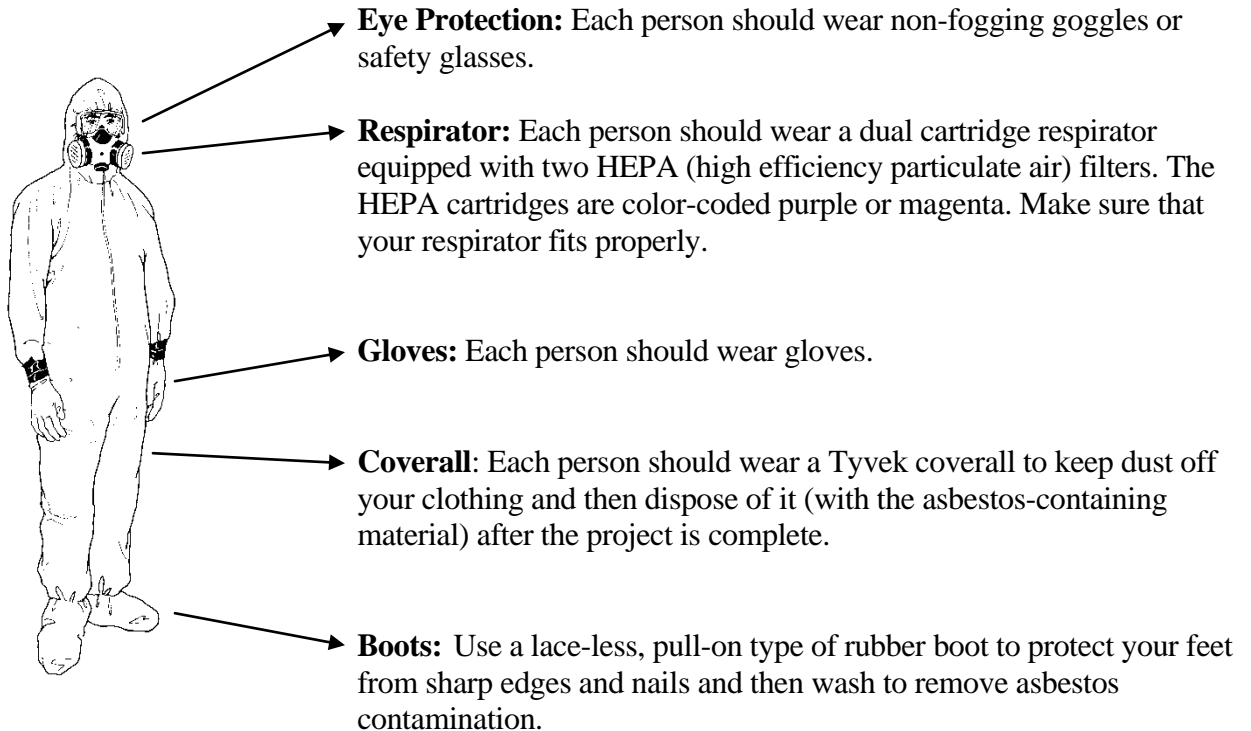 Eye Protection: Each person should wear non-fogging goggles or
safety glasses.
Respirator: Each person should wear a dual cartridge respirator
equipped with two HEPA (high efficiency particulate air) filters. The
HEPA cartridges are color-coded purple or magenta. Make sure that
your respirator fits properly.
Gloves: Each person should wear gloves.
Coverall: Each person should wear a Tyvek coverall to keep dust off
your clothing and then dispose of it (with the asbestos-containing
material) after the project is complete.
Boots: Use a lace-less, pull-on type of rubber boot to protect your feet
from sharp edges and nails and then wash to remove asbestos
contamination.